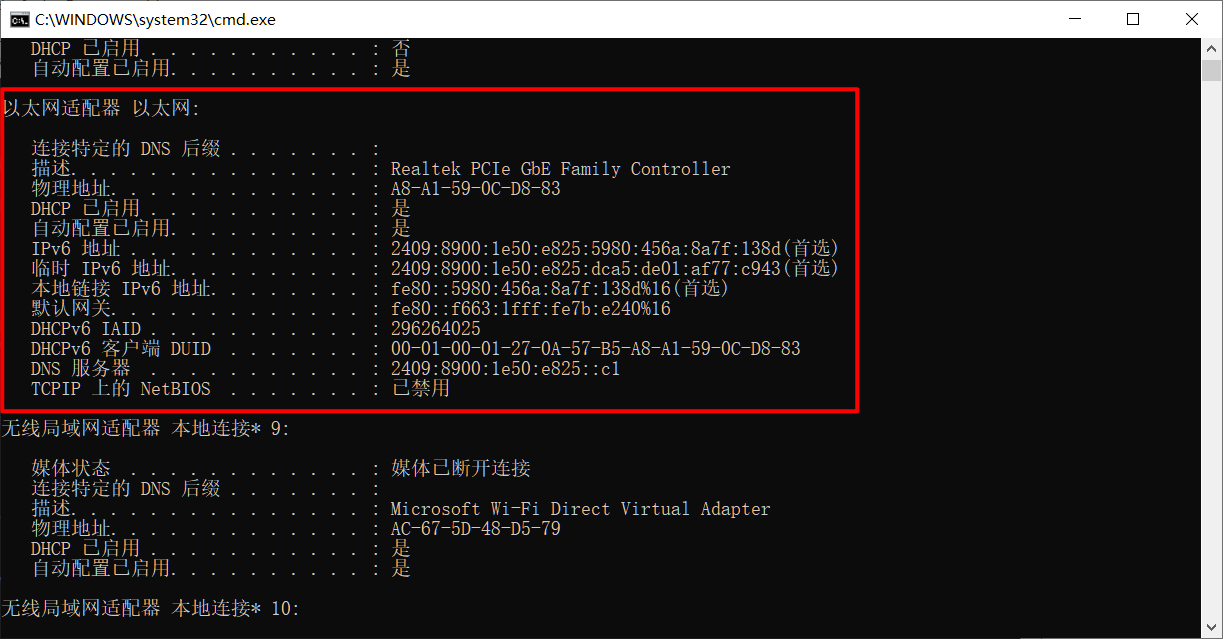 C:\WINDOWS\system32\cmd.exe
DHCP 已启用 . . . . . . . . . . . : 否
自动配置已启用. . . . . . . . . . : 是
以太网适配器 以太网:
连接特定的 DNS 后缀 . . . . . . . :
描述. . . . . . . . . . . . . . . : Realtek PCIe GbE Family Controller
物理地址. . . . . . . . . . . . . : A8-A1-59-0C-D8-83
DHCP 已启用 . . . . . . . . . . . : 是
自动配置已启用. . . . . . . . . . : 是
IPv6 地址 . . . . . . . . . . . . : 2409:8900:1e50:e825:5980:456a:8a7f:138d(首选)
临时 IPv6 地址. . . . . . . . . . : 2409:8900:1e50:e825:dca5:de01:af77:c943(首选)
本地链接 IPv6 地址. . . . . . . . : fe80::5980:456a:8a7f:138d%16(首选)
默认网关. . . . . . . . . . . . . : fe80::f663:1fff:fe7b:e240%16
DHCPv6 IAID . . . . . . . . . . . : 296264025
DHCPv6 客户端 DUID  . . . . . . . : 00-01-00-01-27-0A-57-B5-A8-A1-59-0C-D8-83
DNS 服务器  . . . . . . . . . . . : 2409:8900:1e50:e825::c1
TCPIP 上的 NetBIOS  . . . . . . . : 已禁用
无线局域网适配器 本地连接* 9:
媒体状态  . . . . . . . . . . . . : 媒体已断开连接
连接特定的 DNS 后缀 . . . . . . . :
描述. . . . . . . . . . . . . . . : Microsoft Wi-Fi Direct Virtual Adapter
物理地址. . . . . . . . . . . . . : AC-67-5D-48-D5-79
DHCP 已启用 . . . . . . . . . . . : 是
自动配置已启用. . . . . . . . . . : 是
无线局域网适配器 本地连接* 10: